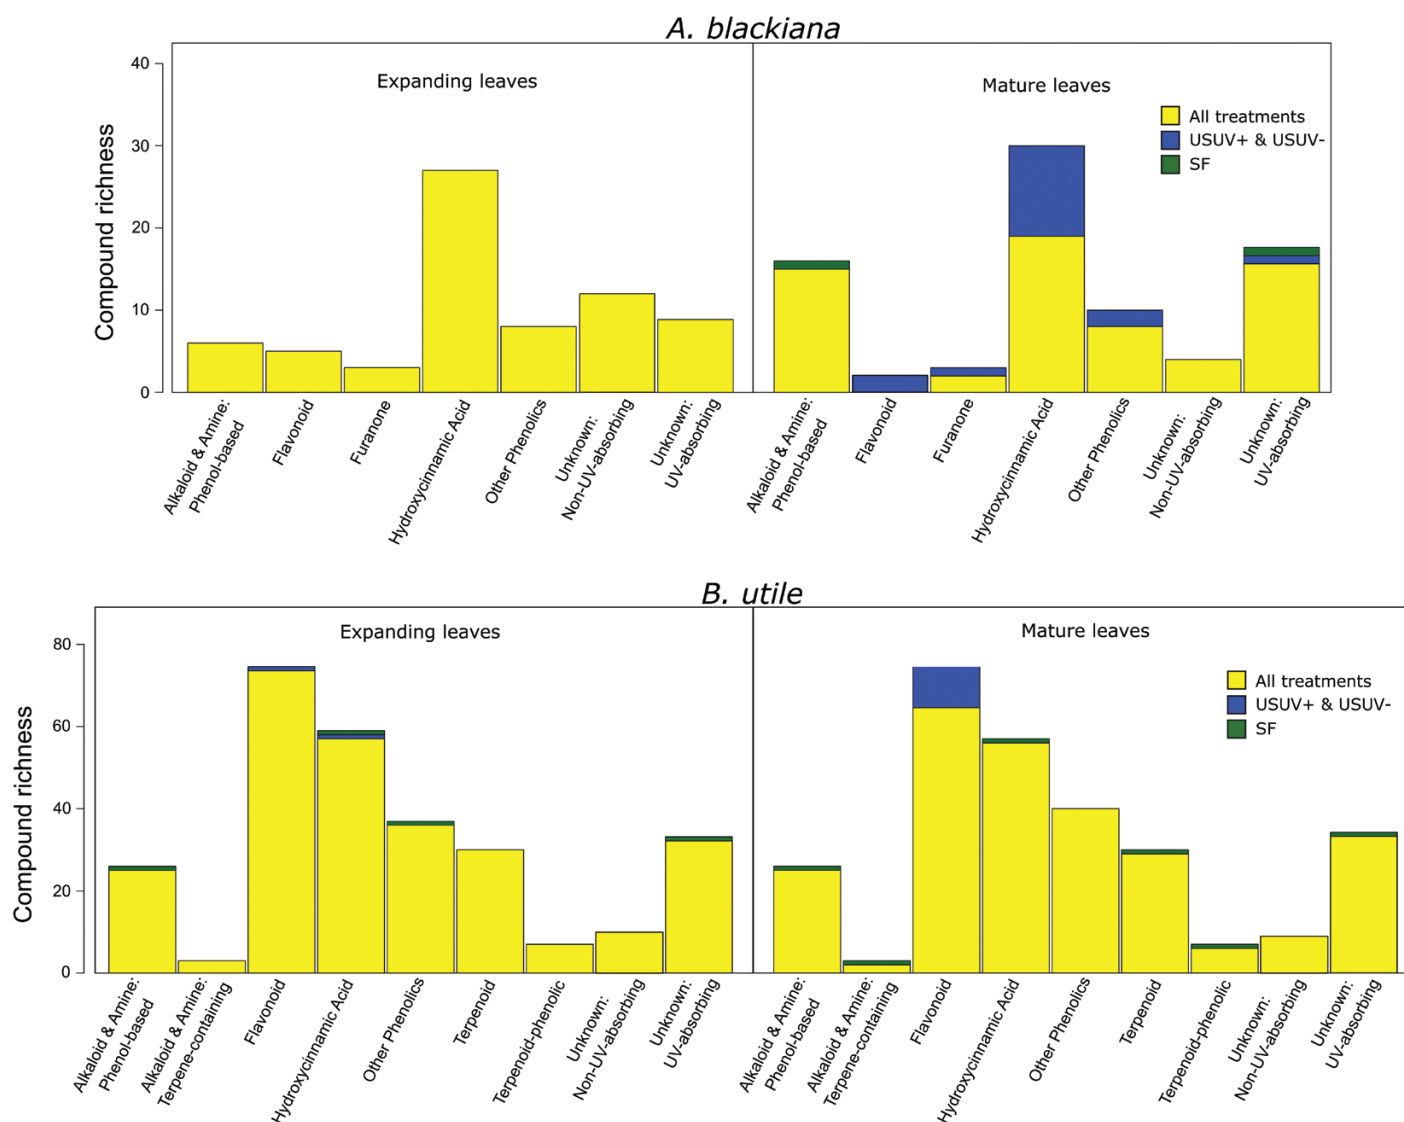 A. blackiana
Expanding leaves
Mature leaves
All treatments
USUV+ & USUV-
SF
Compound richness
40
30
20
10
0
Alkaloid & Amine:
Phenol-based
Flavonoid
Furanone
Hydroxycinnamic Acid
Other Phenolics
Unknown:
Non-UV-absorbing
Unknown:
UV-absorbing
Alkaloid & Amine:
Phenol-based
Flavonoid
Furanone
Hydroxycinnamic Acid
Other Phenolics
Unknown:
Non-UV-absorbing
Unknown:
UV-absorbing
B. utile
Expanding leaves
Mature leaves
All treatments
USUV+ & USUV-
SF
Compound richness
80
60
40
20
0
Alkaloid & Amine:
Phenol-based
Alkaloid & Amine:
Terpene-containing
Flavonoid
Hydroxycinnamic Acid
Other Phenolics
Terpenoid
Terpenoid-phenolic
Unknown:
Non-UV-absorbing
Unknown:
UV-absorbing
Alkaloid & Amine:
Phenol-based
Alkaloid & Amine:
Terpene-containing
Flavonoid
Hydroxycinnamic Acid
Other Phenolics
Terpenoid
Terpenoid-phenolic
Unknown:
Non-UV-absorbing
Unknown:
UV-absorbing